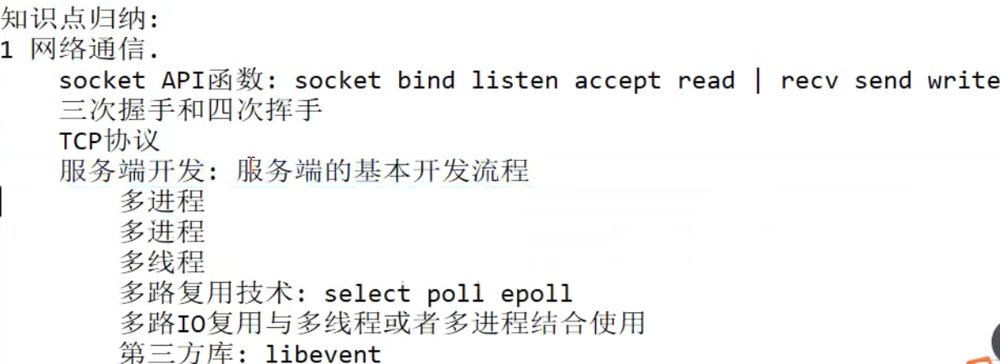 知识点归纳:
1 网络通信.
socket API函数: socket bind listen accept read | recv send write
三次握手和四次挥手
TCP协议
服务端开发: 服务端的基本开发流程
多进程
多进程
多线程
多路复用技术: select poll epoll
多路IO复用与多线程或者多进程结合使用
第三方库: libevent